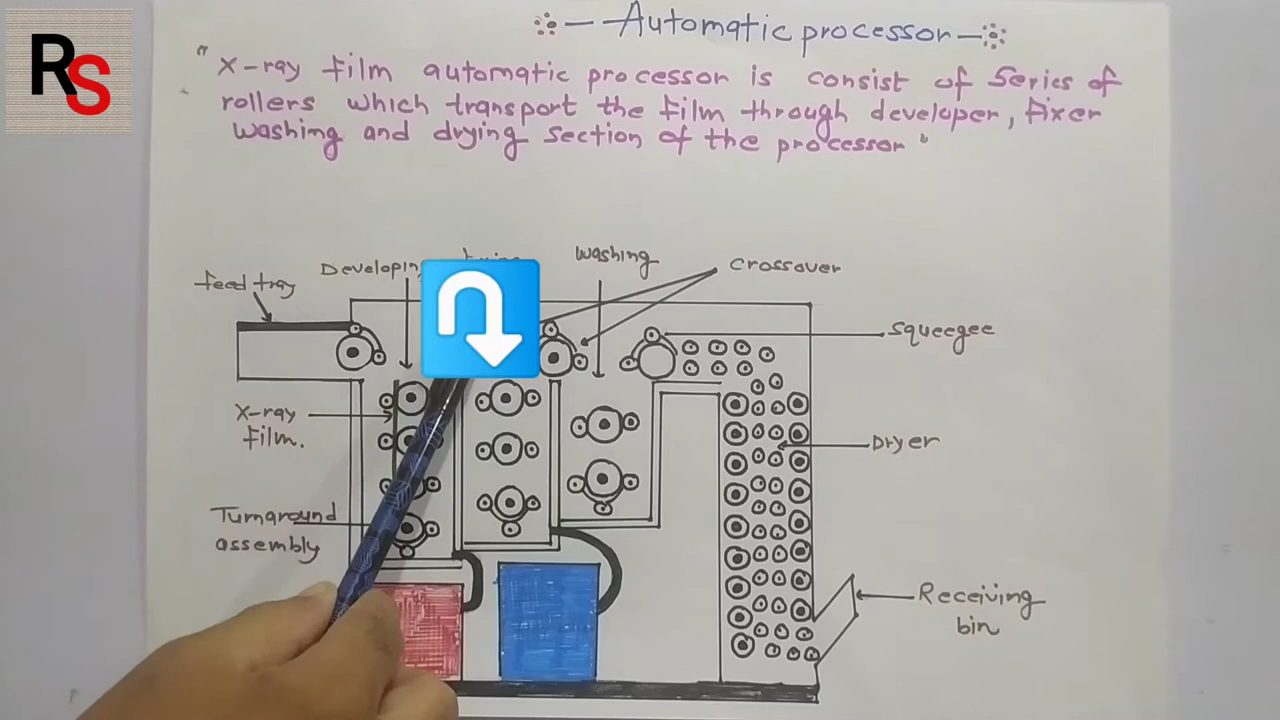 RS
Automatic processor
" X-ray film automatic processor is consist of Series of
rollers which transport the film through developer, fixer
washing and drying section of the processor "
feed tray
Developing
washing
crossover
Squeegee
X-ray
film.
Dryer
Turnaround
assembly
Receiving
bin